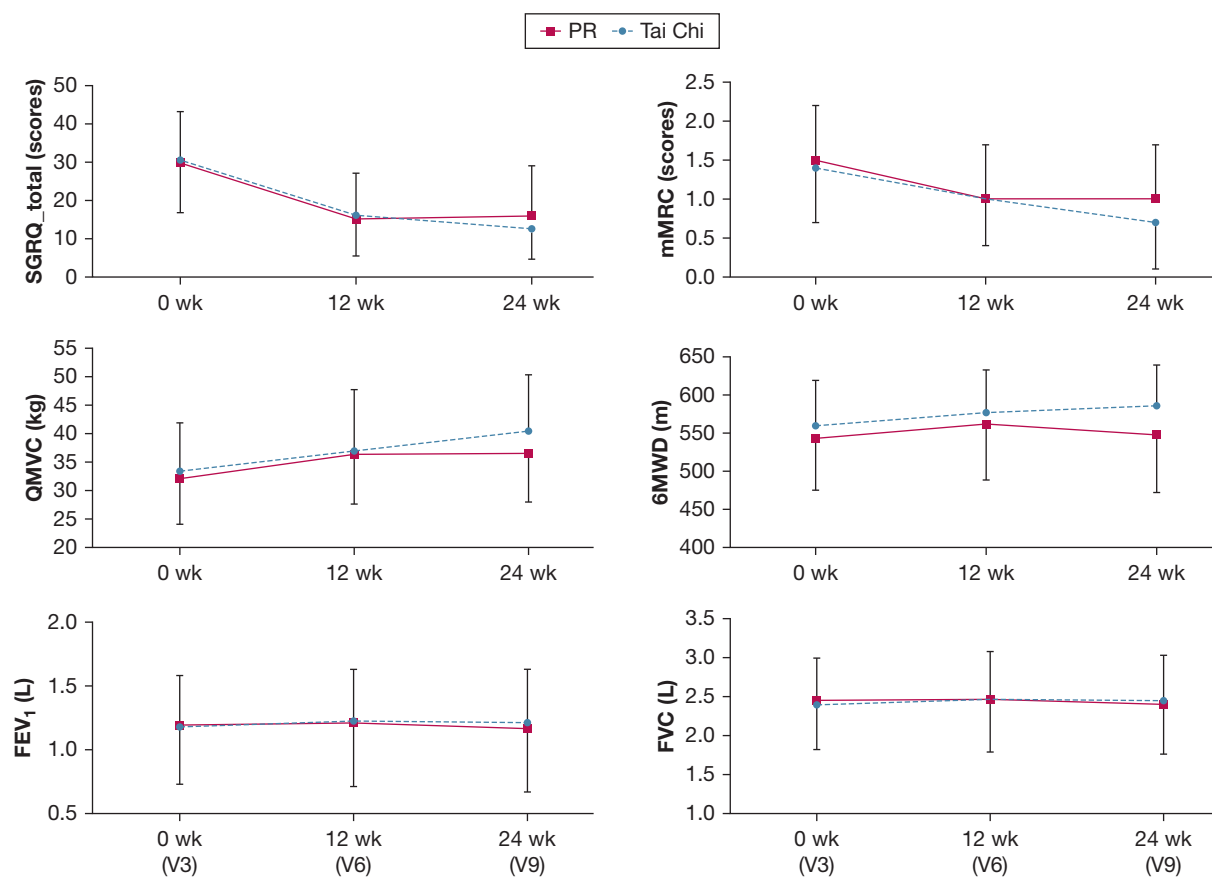 PR Tai Chi
SGRQ_total (scores)
50
40
30
20
10
0
0 wk 12 wk 24 wk
mMRC (scores)
2.5
2.0
1.5
1.0
0.5
0.0
0 wk 12 wk 24 wk
QMVC (kg)
55
50
45
40
35
30
25
20
0 wk 12 wk 24 wk
6MWD (m)
650
600
550
500
450
400
0 wk 12 wk 24 wk
FEV₁ (L)
2.0
1.5
1.0
0.5
0 wk 12 wk 24 wk
(V3) (V6) (V9)
FVC (L)
3.5
3.0
2.5
2.0
1.5
1.0
0 wk 12 wk 24 wk
(V3) (V6) (V9)